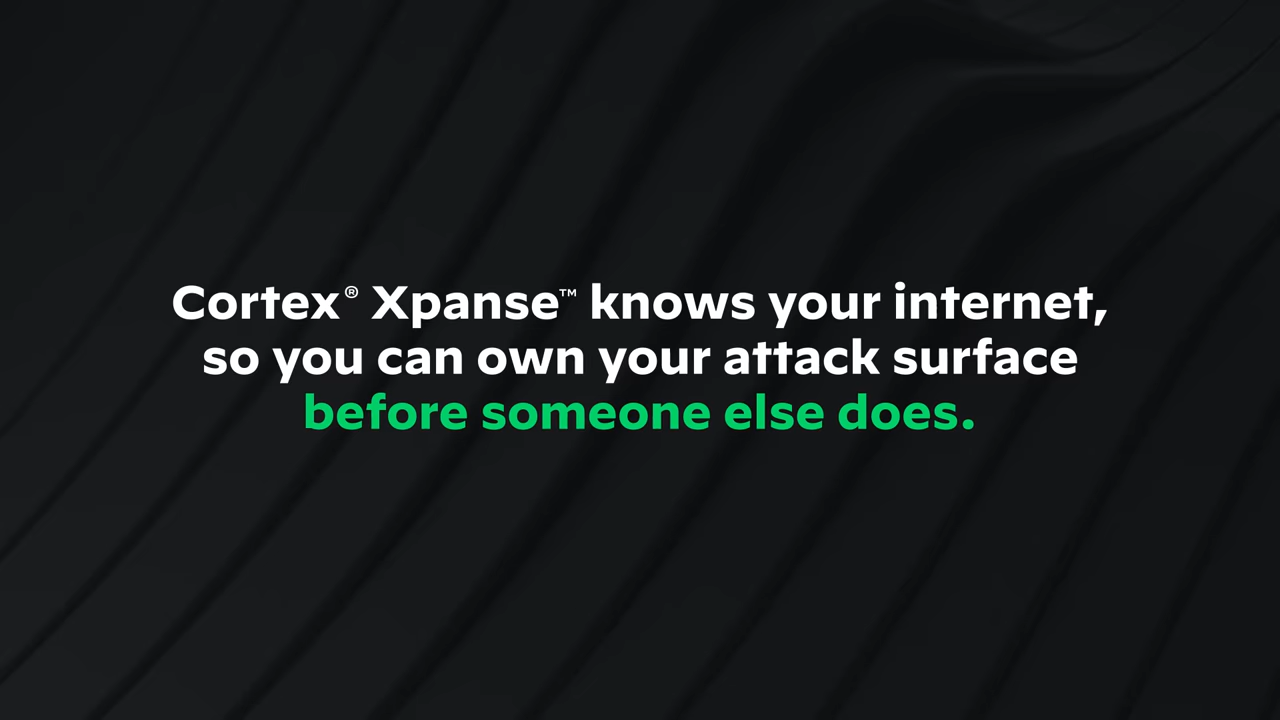 Cortex® Xpanse™ knows your internet,
so you can own your attack surface
before someone else does.